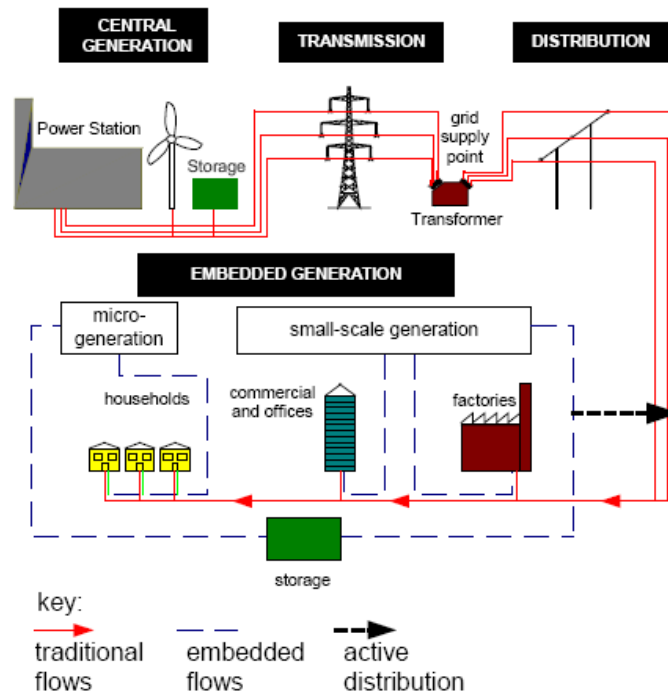 CENTRAL
GENERATION
TRANSMISSION
DISTRIBUTION
Power Station
Storage
grid
supply
point
Transformer
EMBEDDED GENERATION
micro-
generation
small-scale generation
households
commercial
and offices
factories
storage
key:
traditional
flows
embedded
flows
active
distribution